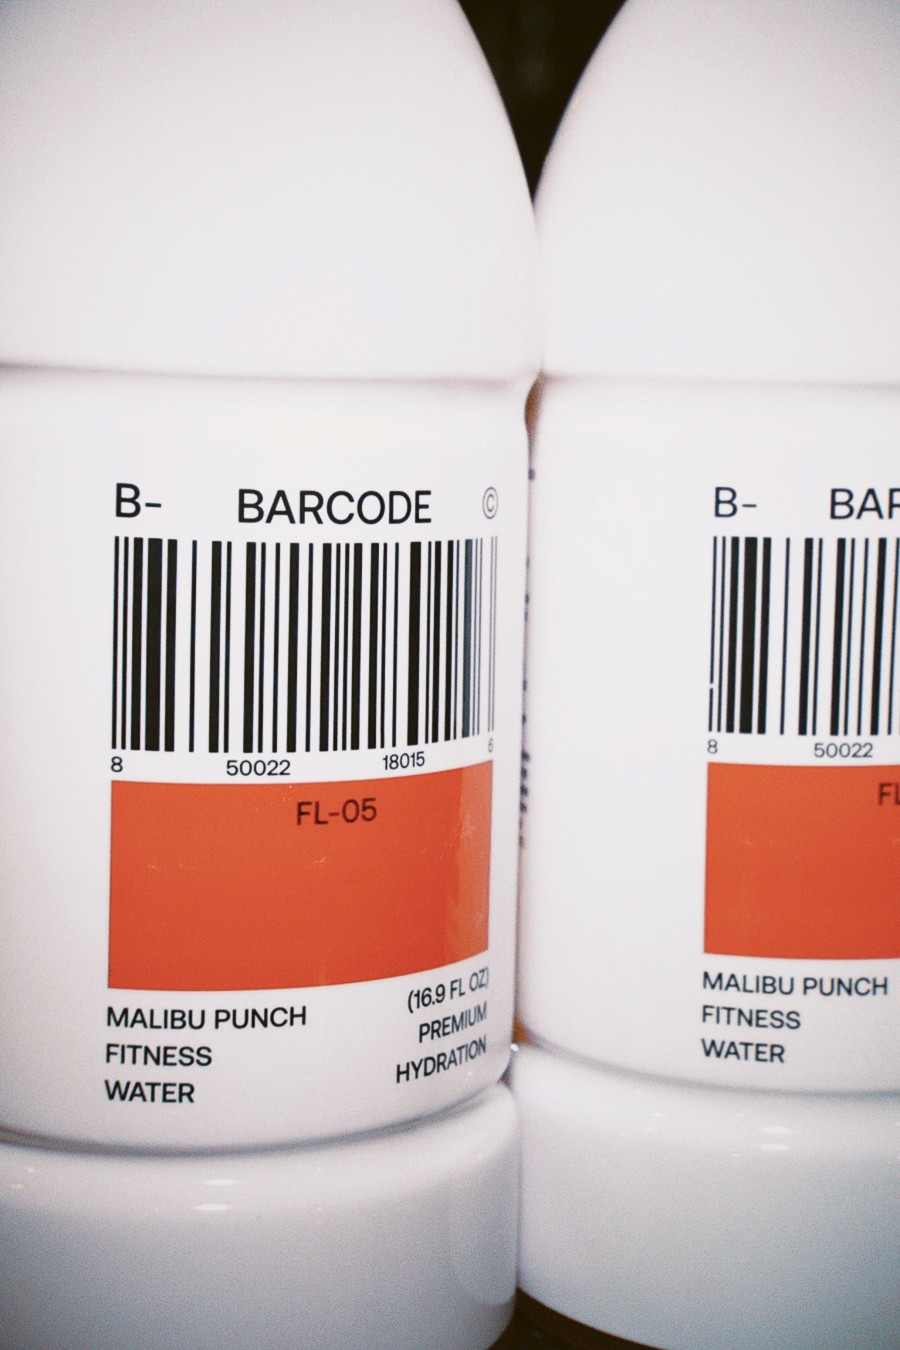 B- BARCODE ©
8 50022 18015 6
FL-05
MALIBU PUNCH
FITNESS
WATER
(16.9 FL OZ)
PREMIUM
HYDRATION
B-
8 50022
MALIBU PUNCH
FITNESS
WATER